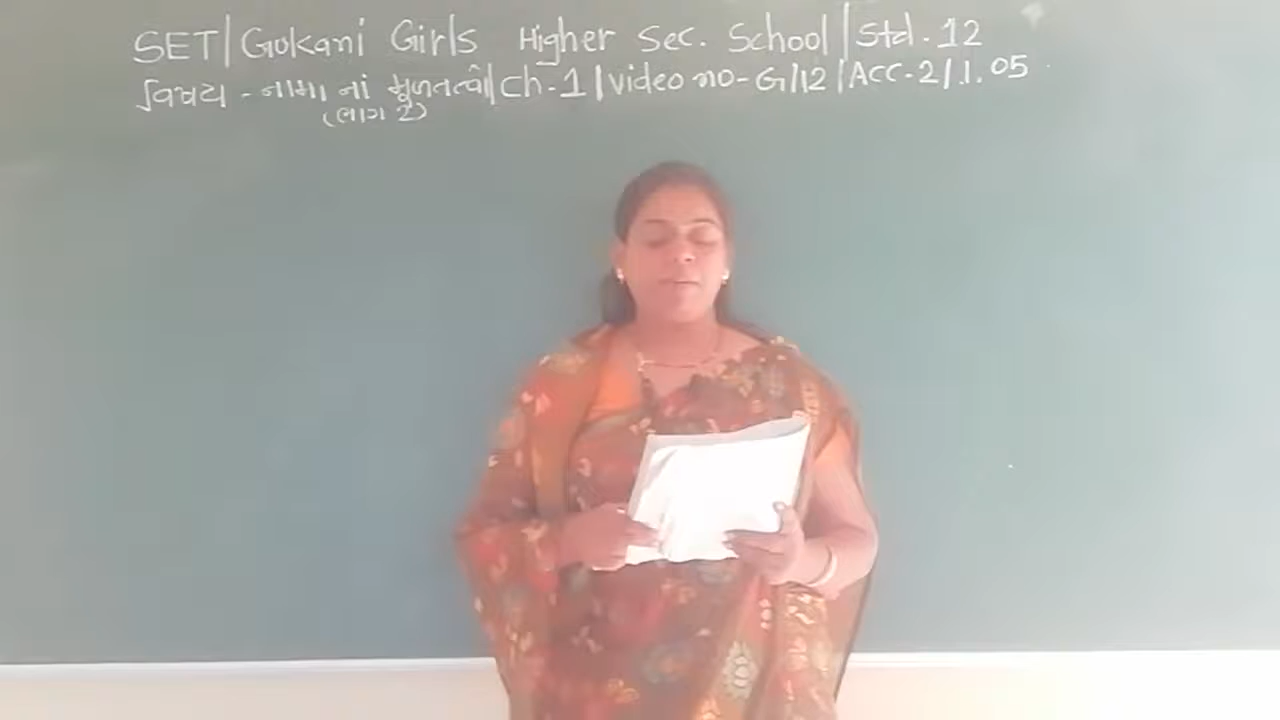 SET | Gokani Girls Higher Sec. School | Std. 12
વિષય - નામા નાં મૂળતત્વો | Ch. 1 | Video no - G/12 | Acc - 2 / 1. 05
(ભાગ 2)